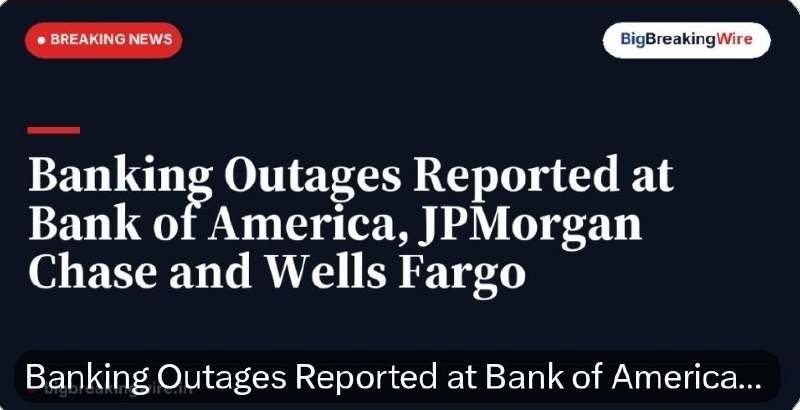 BREAKING NEWS
BigBreakingWire
Banking Outages Reported at
Bank of America, JPMorgan
Chase and Wells Fargo
Banking Outages Reported at Bank of America...